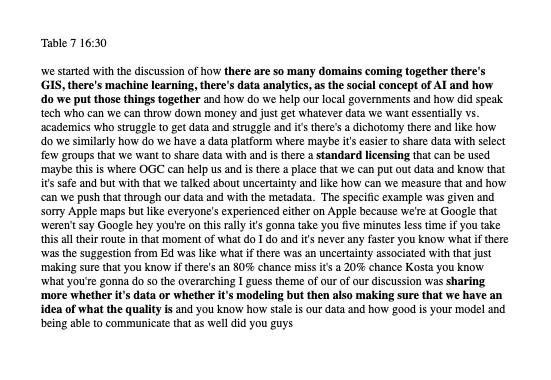 Table 7 16:30
we started with the discussion of how there are so many domains coming together there's
GIS, there's machine learning, there's data analytics, as the social concept of AI and how
do we put those things together and how do we help our local governments and how did speak
tech who can we can throw down money and just get whatever data we want essentially vs.
academics who struggle to get data and struggle and it's there's a dichotomy there and like how
do we similarly how do we have a data platform where maybe it's easier to share data with select
few groups that we want to share data with and is there a standard licensing that can be used
maybe this is where OGC can help us and is there a place that we can put out data and know that
it's safe and but with that we talked about uncertainty and like how can we measure that and how
can we push that through our data and with the metadata.  The specific example was given and
sorry Apple maps but like everyone's experienced either on Apple because we're at Google that
weren't say Google hey you're on this rally it's gonna take you five minutes less time if you take
this all their route in that moment of what do I do and it's never any faster you know what if there
was the suggestion from Ed was like what if there was an uncertainty associated with that just
making sure that you know if there's an 80% chance miss it's a 20% chance Kosta you know
what you're gonna do so the overarching I guess theme of our of our discussion was sharing
more whether it's data or whether it's modeling but then also making sure that we have an
idea of what the quality is and you know how stale is our data and how good is your model and
being able to communicate that as well did you guys